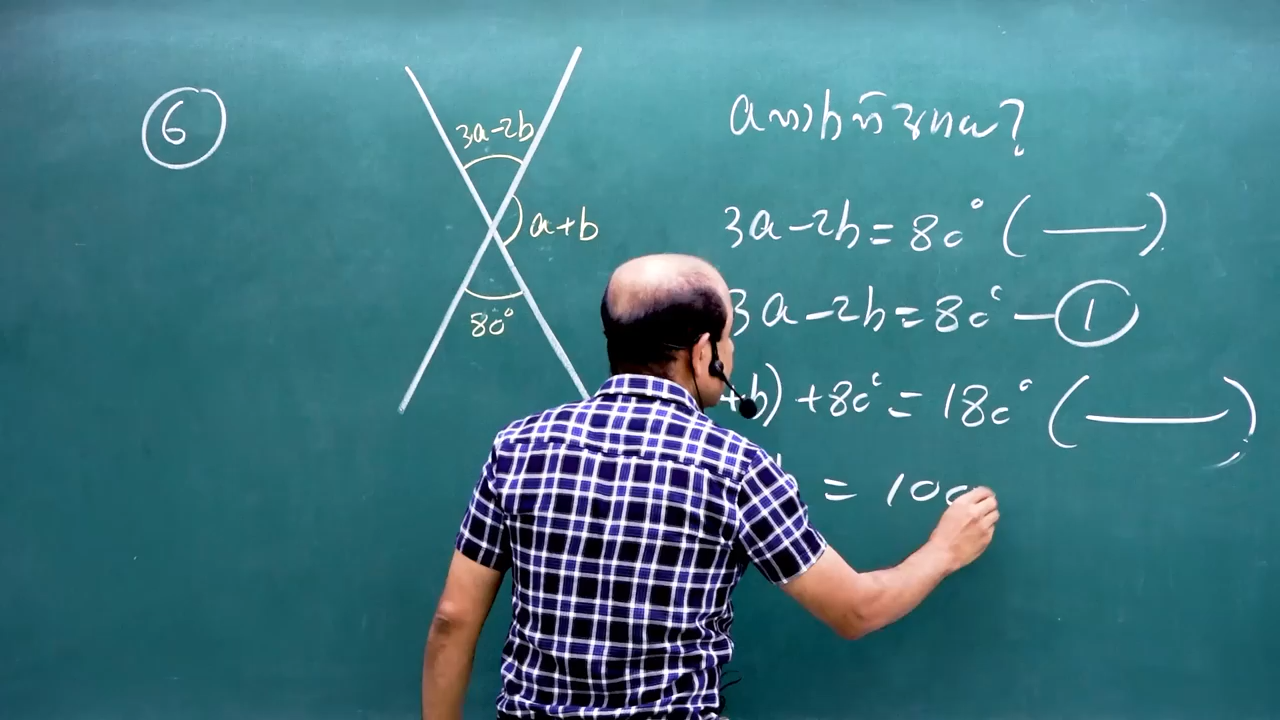 6
3a-2b
a+b
80°
3a-2b=80° ( )
3a-2b=80° — 1
+b) +80° = 180° ( )
= 100